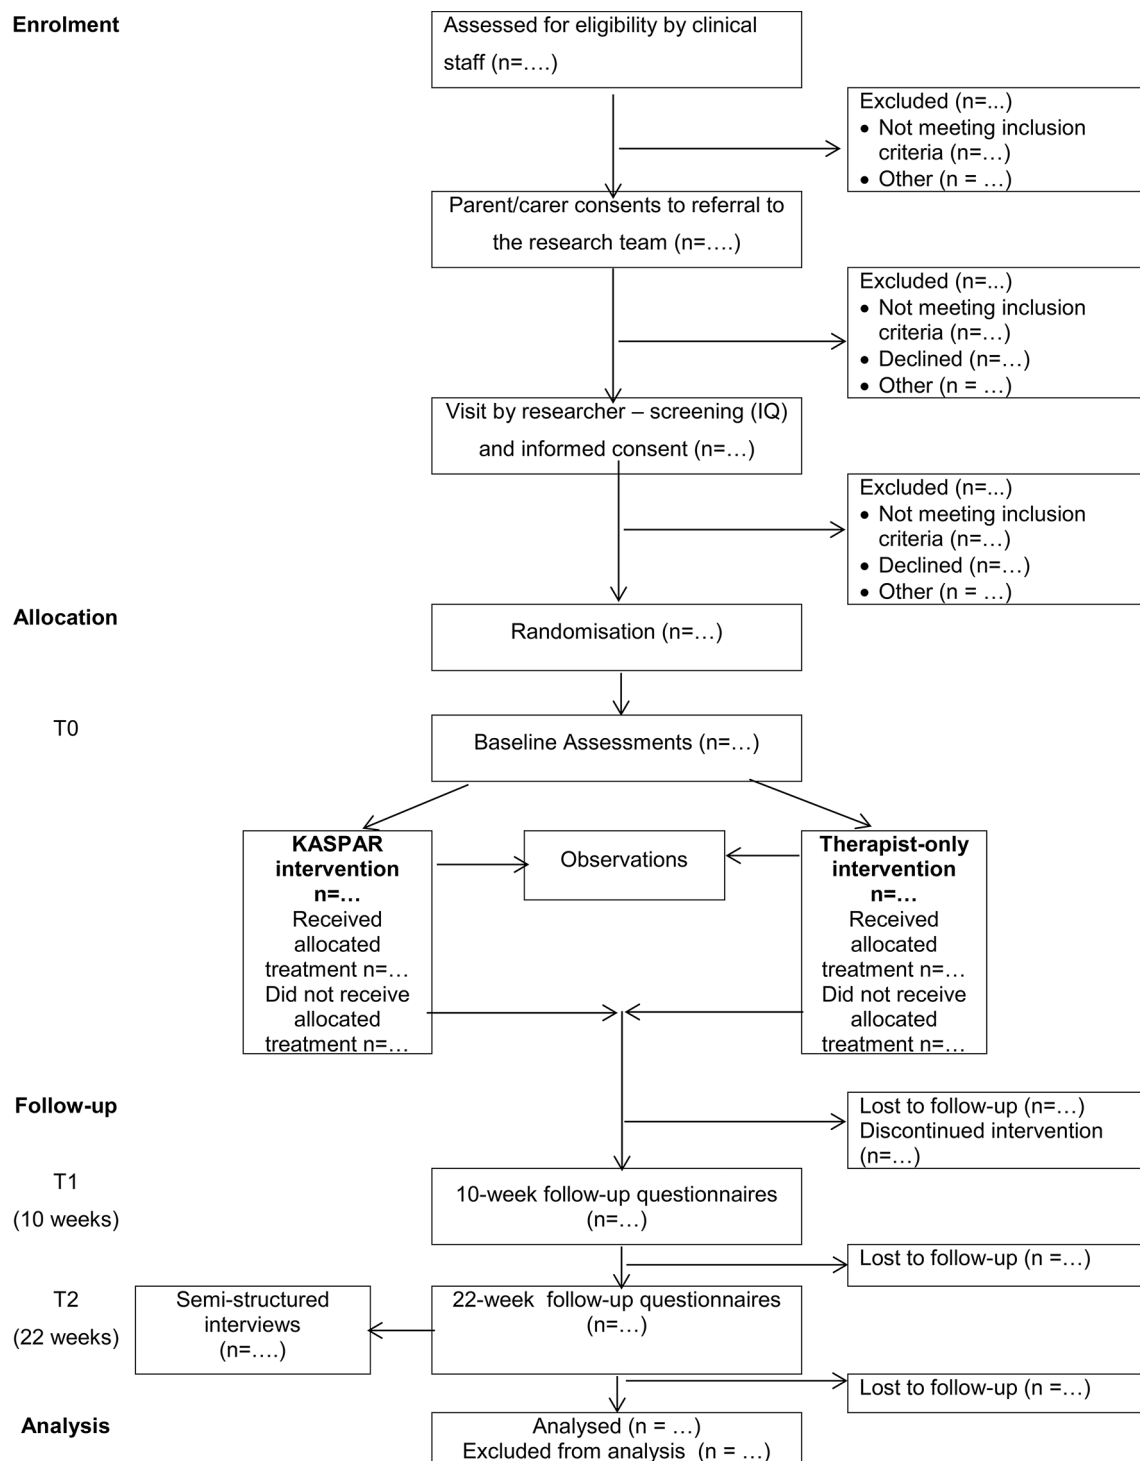 Enrolment
Assessed for eligibility by clinical
staff (n=….)
Excluded (n=...)
• Not meeting inclusion
criteria (n=…)
• Other (n = …)
Parent/carer consents to referral to
the research team (n=….)
Excluded (n=...)
• Not meeting inclusion
criteria (n=…)
• Declined (n=…)
• Other (n = …)
Visit by researcher – screening (IQ)
and informed consent (n=…)
Excluded (n=...)
• Not meeting inclusion
criteria (n=…)
• Declined (n=…)
• Other (n = …)
Allocation
Randomisation (n=…)
T0
Baseline Assessments (n=…)
KASPAR
intervention
n=…
Received
allocated
treatment n=…
Did not receive
allocated
treatment n=…
Observations
Therapist-only
intervention
n=…
Received
allocated
treatment n=…
Did not receive
allocated
treatment n=…
Follow-up
Lost to follow-up (n=…)
Discontinued intervention
(n=…)
T1
(10 weeks)
10-week follow-up questionnaires
(n=…)
Lost to follow-up (n =…)
T2
(22 weeks)
Semi-structured
interviews
(n=….)
22-week  follow-up questionnaires
(n=…)
Lost to follow-up (n =…)
Analysis
Analysed (n = …)
Excluded from analysis  (n = …)